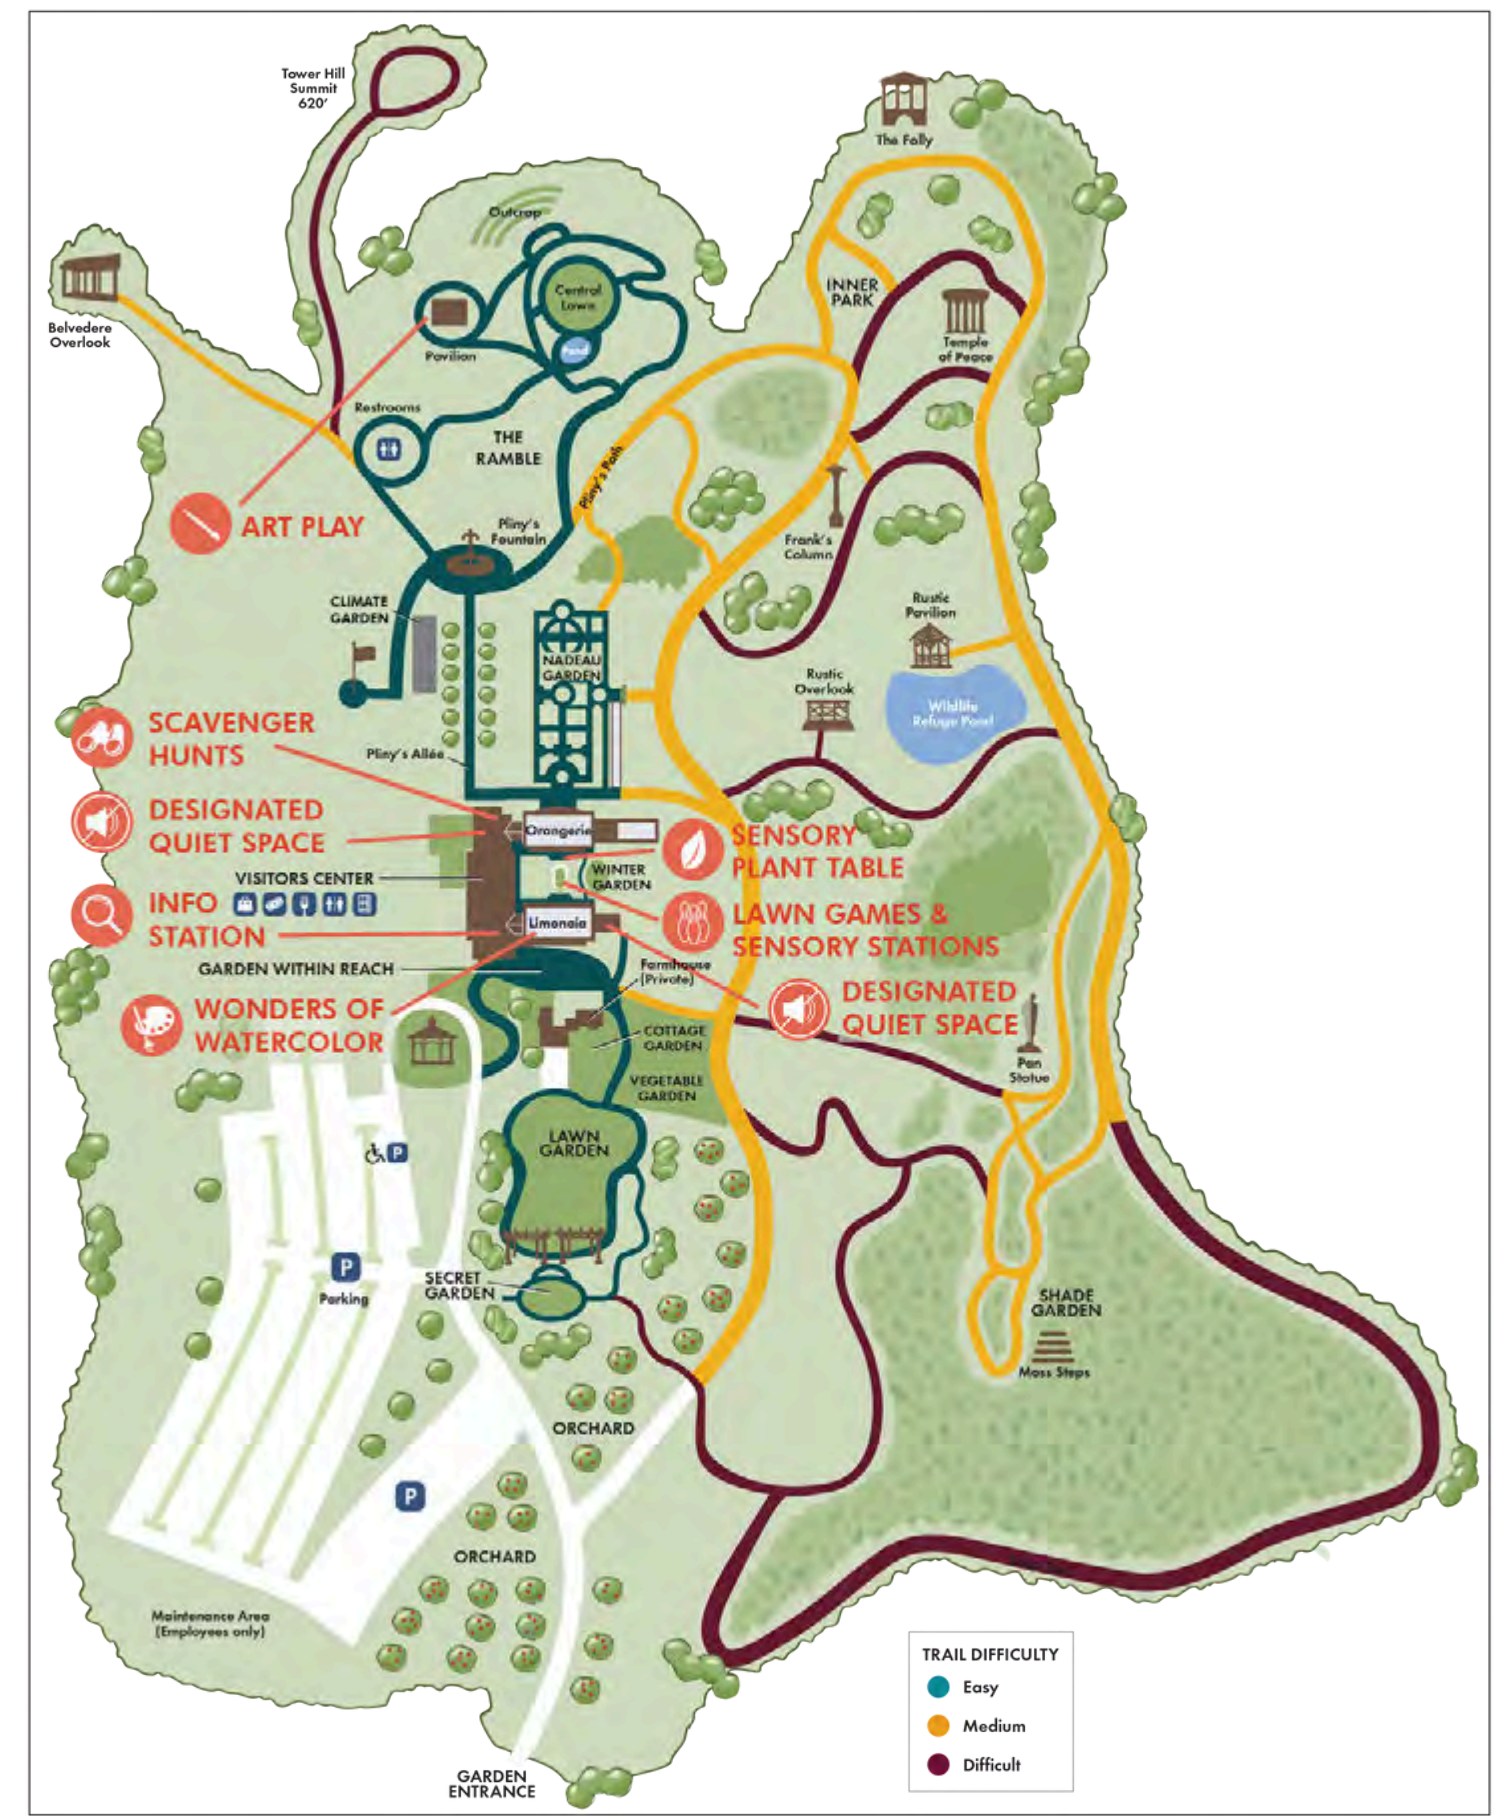 Tower Hill
Summit
620'
The Folly
Outcrop
Belvedere
Overlook
Central
Lawn
INNER
PARK
Pond
Pavilion
Temple
of Peace
Restrooms
THE
RAMBLE
Pliny's Path
ART PLAY
Pliny's
Fountain
Frank's
Column
CLIMATE
GARDEN
Rustic
Pavilion
NADEAU
GARDEN
Rustic
Overlook
Wildlife
Refuge Pond
SCAVENGER
HUNTS
Pliny's Allée
DESIGNATED
QUIET SPACE
Orangerie
SENSORY
PLANT TABLE
VISITORS CENTER
WINTER
GARDEN
INFO
STATION
Limonaia
LAWN GAMES &
SENSORY STATIONS
GARDEN WITHIN REACH
Farmhouse
(Private)
WONDERS OF
WATERCOLOR
DESIGNATED
QUIET SPACE
COTTAGE
GARDEN
Pan
Statue
VEGETABLE
GARDEN
LAWN
GARDEN
P
P
Parking
SECRET
GARDEN
SHADE
GARDEN
Moss Steps
ORCHARD
P
ORCHARD
Maintenance Area
(Employees only)
GARDEN
ENTRANCE
TRAIL DIFFICULTY
Easy
Medium
Difficult